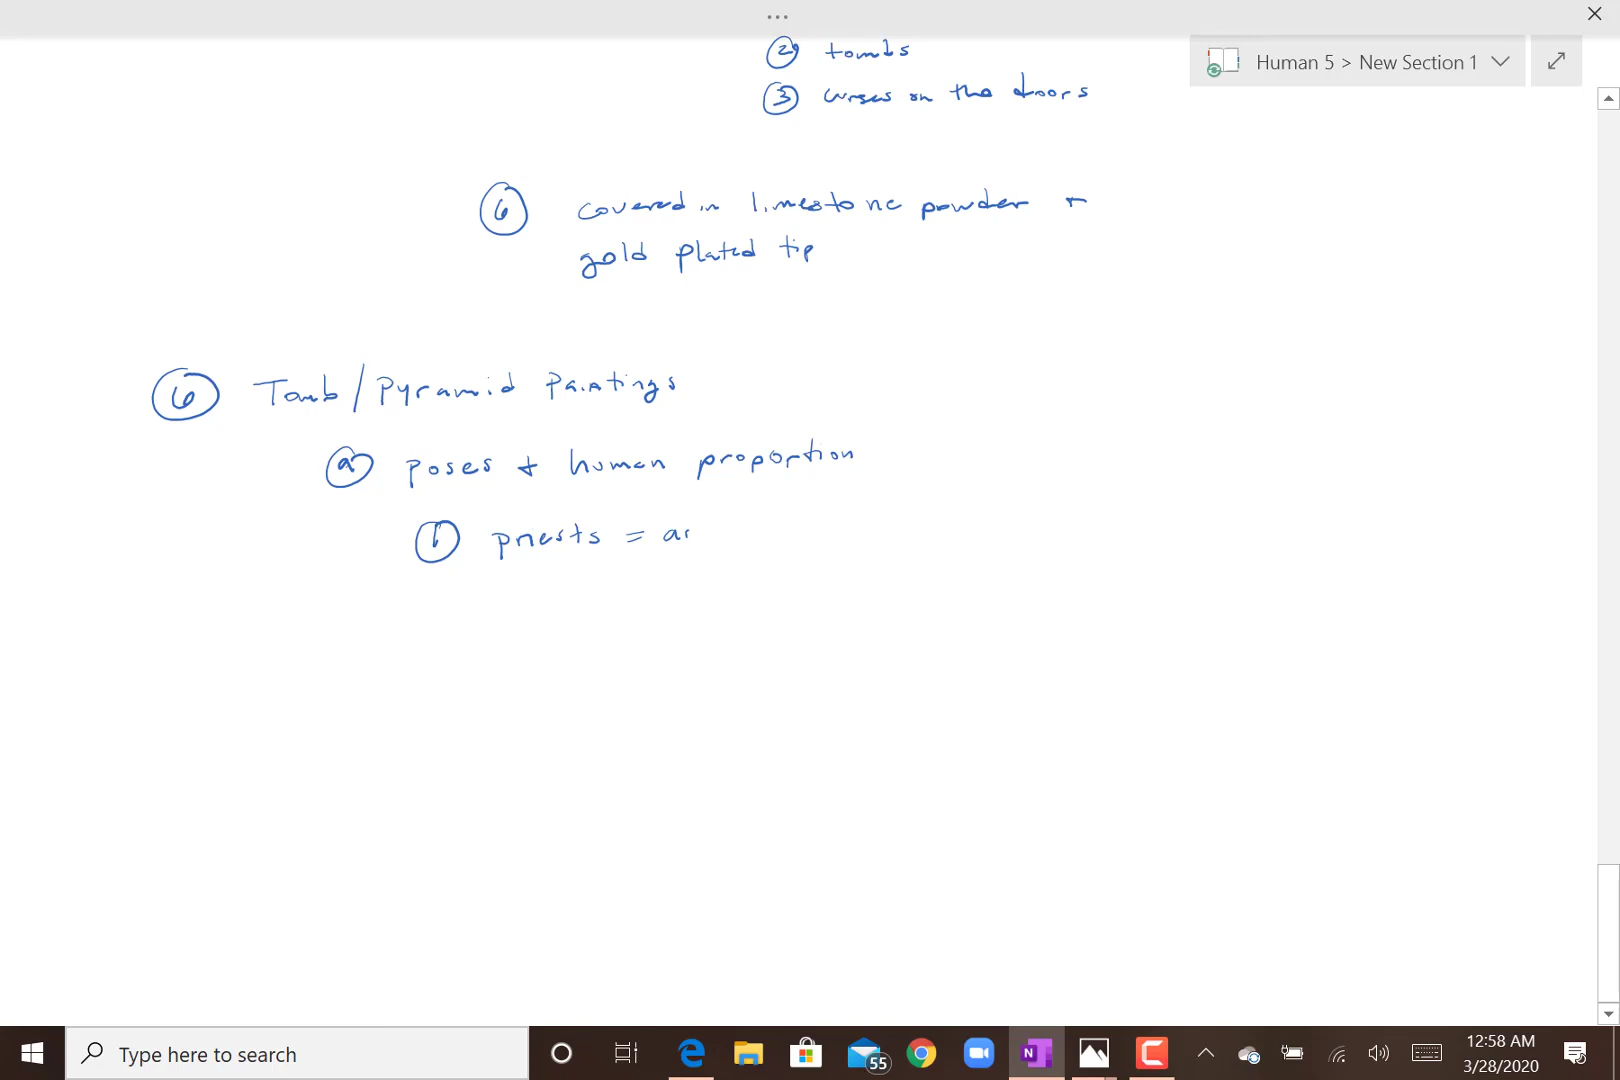 ② tombs
Human 5 > New Section 1
③ curses on the doors
⑥ covered in limestone powder +
gold plated tip
⑥ Tomb/Pyramid Paintings
ⓐ poses + human proportion
① priests = ar
Type here to search
55
12:58 AM
3/28/2020